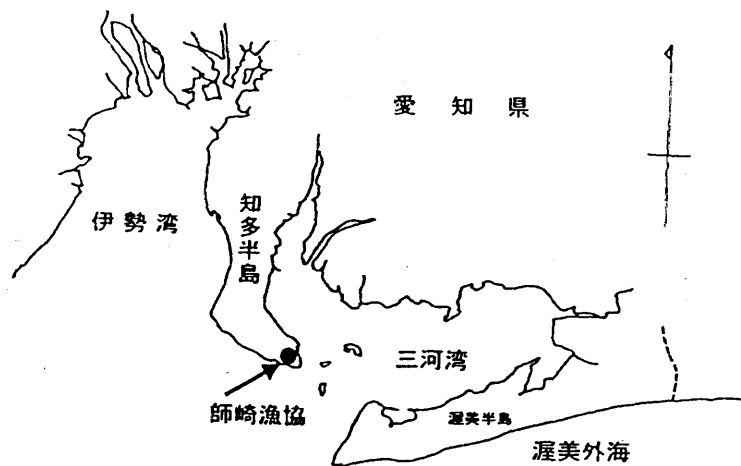 愛知県
伊勢湾
知多半島
三河湾
師崎漁協
渥美半島
渥美外海